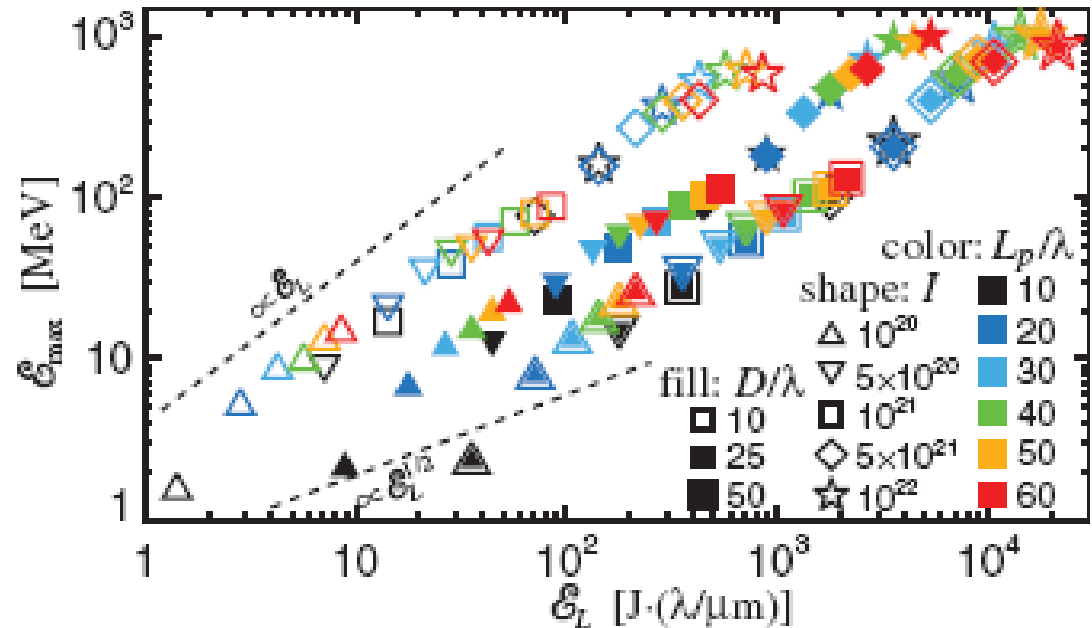 10³
10²
10
1
ℰmax [MeV]
∝ℰL
∝ℰL^1/2
color: Lp/λ
shape: I
fill: D/λ
10
25
50
10²⁰
5×10²⁰
10²¹
5×10²¹
10²²
10
20
30
40
50
60
1 10 10² 10³ 10⁴
ℰL [J·(λ/μm)]